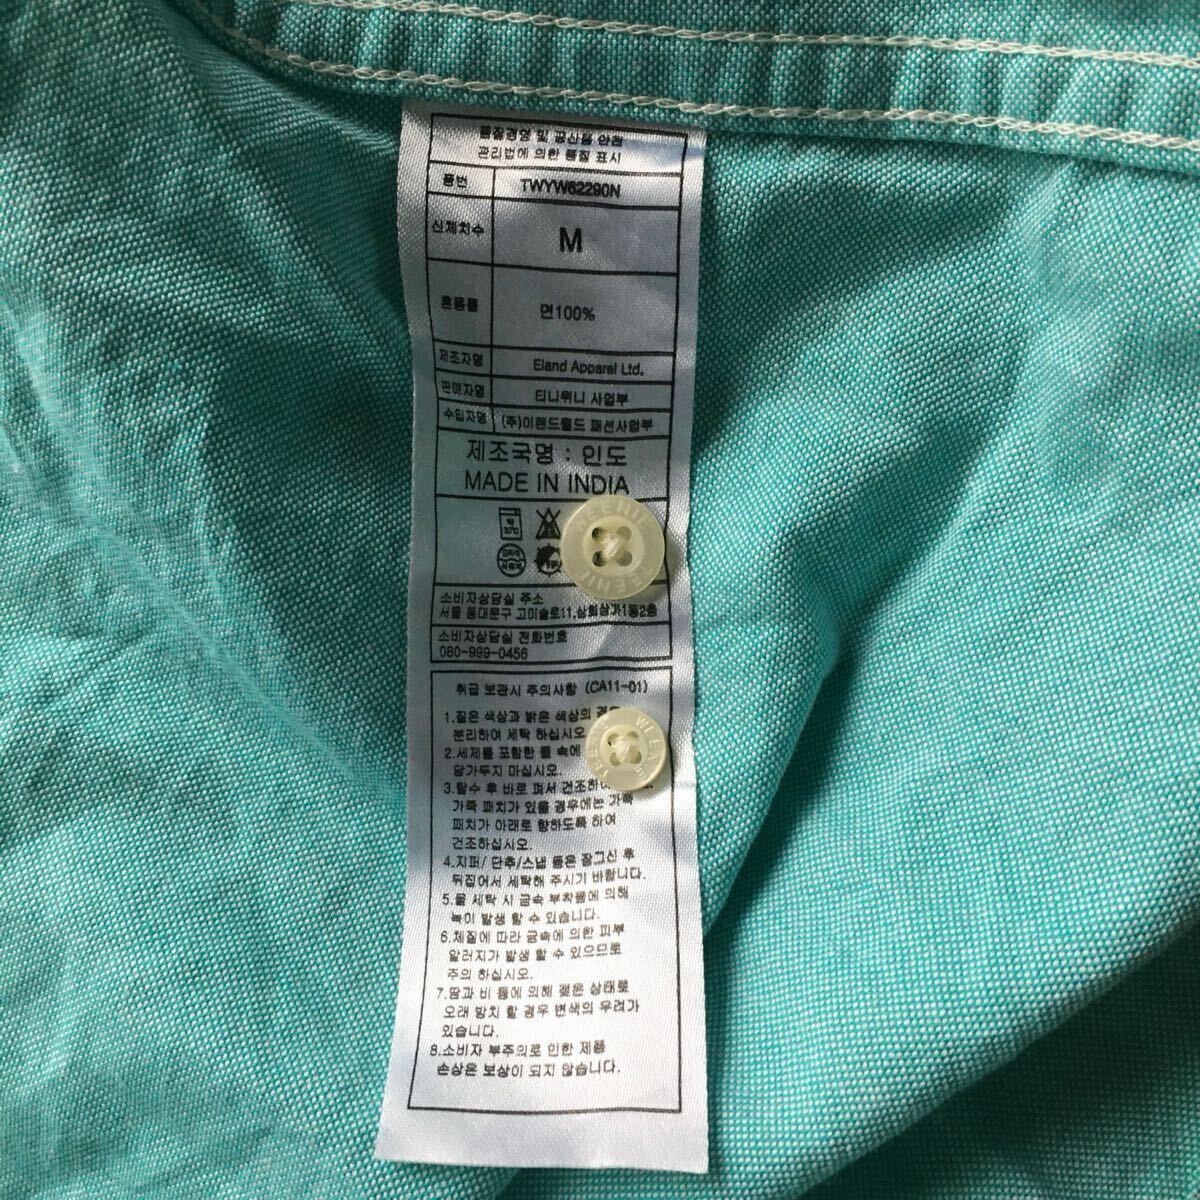 품질경영 및 공산품 안전
관리법에 의한 품질 표시
품번 TWYW62290N
신체치수 M
혼용률 면100%
제조자명 Eland Apparel Ltd.
판매자명 티니위니 사업부
수입자명 (주)이랜드월드 패션사업부
제조국명 : 인도
MADE IN INDIA
약
30℃
WEENIE
소비자상담실 주소
서울 동대문구 고미술로11,삼희상가1동2층
소비자상담실 전화번호
080-999-0456
취급 보관시 주의사항 (CA11-01)
1.짙은 색상과 밝은 색상의
분리하여 세탁 하십시오
2.세제를 포함한 물 속에
담가두지 마십시오.
3.탈수 후 바로 펴서
가죽 패치가 있을 경우에는 가죽
패치가 아래로 향하도록 하여
건조하십시오.
4.지퍼/ 단추/스냅 등은 잠그신 후
뒤집어서 세탁해 주시기 바랍니다.
5.물 세탁 시 금속 부착물에 의해
녹이 발생 할 수 있습니다.
6.체질에 따라 금속에 의한 피부
알러지가 발생 할 수 있으므로
주의 하십시오.
7.땀과 비 등에 의해 젖은 상태로
오래 방치 할 경우 변색의 우려가
있습니다.
8.소비자 부주의로 인한 제품
손상은 보상이 되지 않습니다.